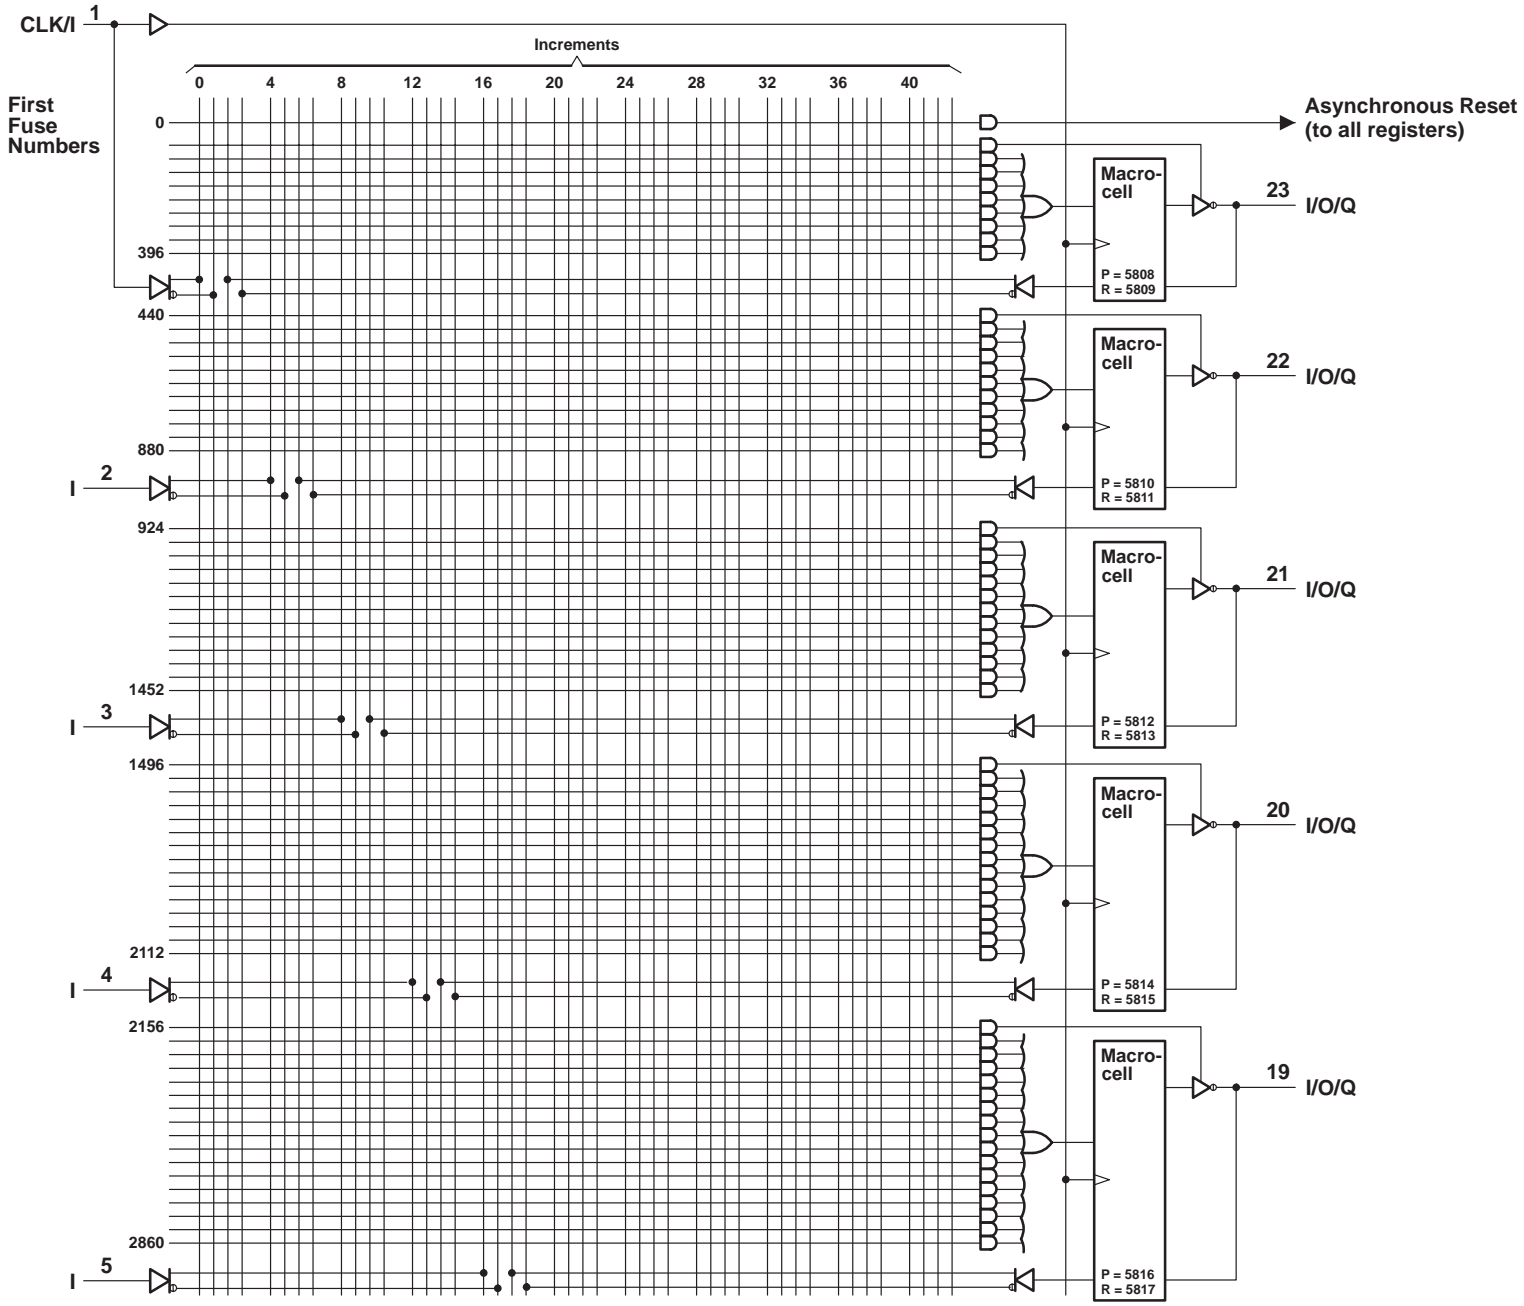 CLK/I 1
Increments
0 4 8 12 16 20 24 28 32 36 40
First
Fuse
Numbers
0
Asynchronous Reset
(to all registers)
Macro-
cell
23 I/O/Q
396
P = 5808
R = 5809
440
Macro-
cell
22 I/O/Q
880
I 2
P = 5810
R = 5811
924
Macro-
cell
21 I/O/Q
1452
I 3
P = 5812
R = 5813
1496
Macro-
cell
20 I/O/Q
2112
I 4
P = 5814
R = 5815
2156
Macro-
cell
19 I/O/Q
2860
I 5
P = 5816
R = 5817